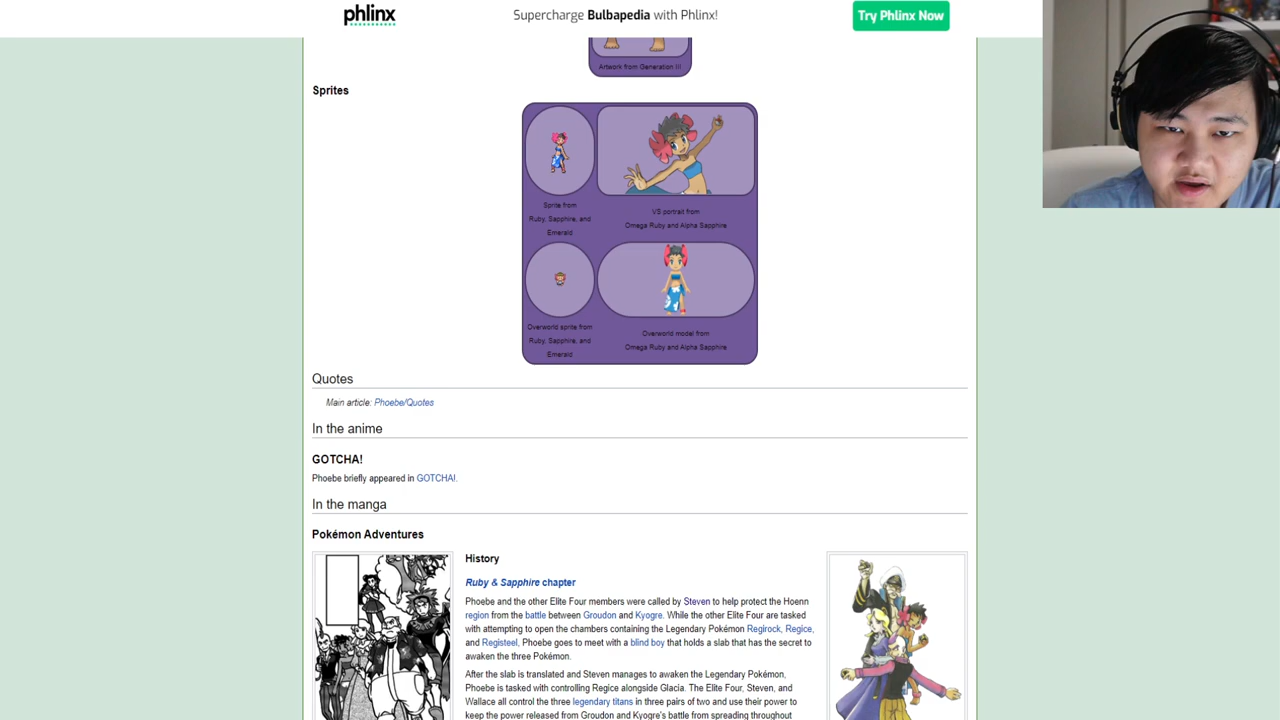 phlinx
Supercharge Bulbapedia with Phlinx!
Try Phlinx Now
Artwork from Generation III
Sprites
Sprite from
Ruby, Sapphire, and
Emerald
VS portrait from
Omega Ruby and Alpha Sapphire
Overworld sprite from
Ruby, Sapphire, and
Emerald
Overworld model from
Omega Ruby and Alpha Sapphire
Quotes
Main article: Phoebe/Quotes
In the anime
GOTCHA!
Phoebe briefly appeared in GOTCHA!.
In the manga
Pokémon Adventures
History
Ruby & Sapphire chapter
Phoebe and the other Elite Four members were called by Steven to help protect the Hoenn
region from the battle between Groudon and Kyogre. While the other Elite Four are tasked
with attempting to open the chambers containing the Legendary Pokémon Regirock, Regice,
and Registeel, Phoebe goes to meet with a blind boy that holds a slab that has the secret to
awaken the three Pokémon.
After the slab is translated and Steven manages to awaken the Legendary Pokémon,
Phoebe is tasked with controlling Regice alongside Glacia. The Elite Four, Steven, and
Wallace all control the three legendary titans in three pairs of two and use their power to
keep the power released from Groudon and Kyogre's battle from spreading throughout